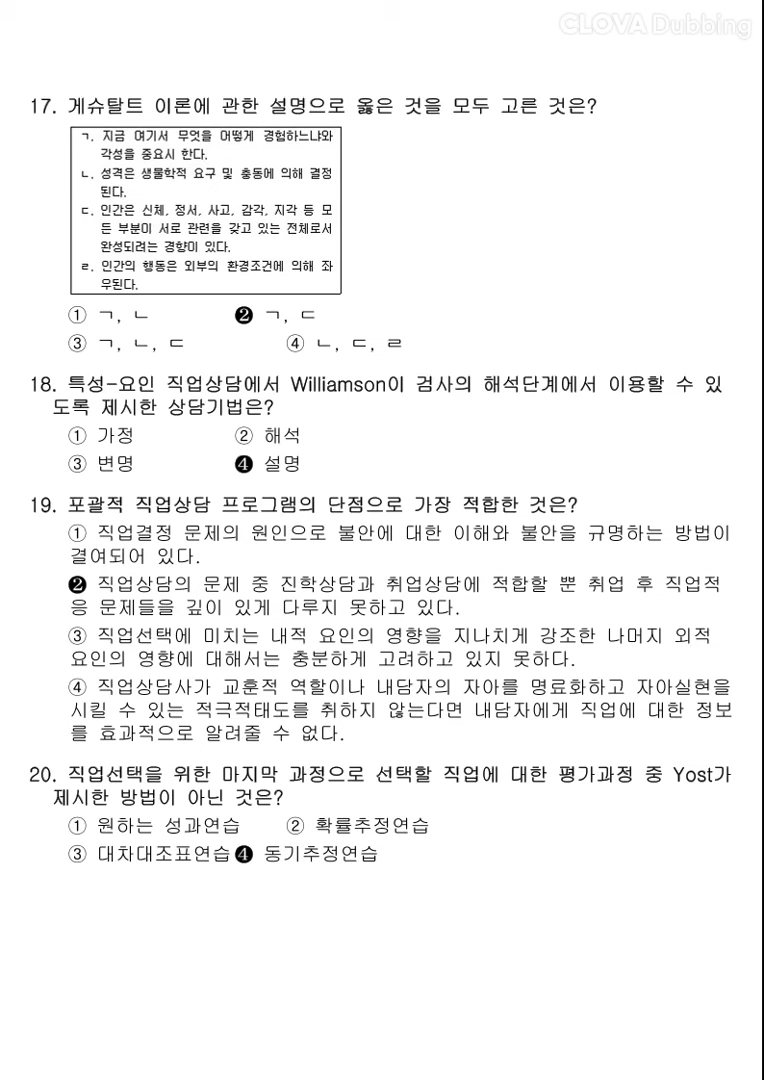 CLOVA Dubbing
17. 게슈탈트 이론에 관한 설명으로 옳은 것을 모두 고른 것은?
ㄱ. 지금 여기서 무엇을 어떻게 경험하느냐와
각성을 중요시 한다.
ㄴ. 성격은 생물학적 요구 및 충동에 의해 결정
된다.
ㄷ. 인간은 신체, 정서, 사고, 감각, 지각 등 모
든 부분이 서로 관련을 갖고 있는 전체로서
완성되려는 경향이 있다.
ㄹ. 인간의 행동은 외부의 환경조건에 의해 좌
우된다.
① ㄱ, ㄴ ❷ ㄱ, ㄷ
③ ㄱ, ㄴ, ㄷ ④ ㄴ, ㄷ, ㄹ
18. 특성-요인 직업상담에서 Williamson이 검사의 해석단계에서 이용할 수 있
도록 제시한 상담기법은?
① 가정 ② 해석
③ 변명 ❹ 설명
19. 포괄적 직업상담 프로그램의 단점으로 가장 적합한 것은?
① 직업결정 문제의 원인으로 불안에 대한 이해와 불안을 규명하는 방법이
결여되어 있다.
❷ 직업상담의 문제 중 진학상담과 취업상담에 적합할 뿐 취업 후 직업적
응 문제들을 깊이 있게 다루지 못하고 있다.
③ 직업선택에 미치는 내적 요인의 영향을 지나치게 강조한 나머지 외적
요인의 영향에 대해서는 충분하게 고려하고 있지 못하다.
④ 직업상담사가 교훈적 역할이나 내담자의 자아를 명료화하고 자아실현을
시킬 수 있는 적극적태도를 취하지 않는다면 내담자에게 직업에 대한 정보
를 효과적으로 알려줄 수 없다.
20. 직업선택을 위한 마지막 과정으로 선택할 직업에 대한 평가과정 중 Yost가
제시한 방법이 아닌 것은?
① 원하는 성과연습 ② 확률추정연습
③ 대차대조표연습 ❹ 동기추정연습